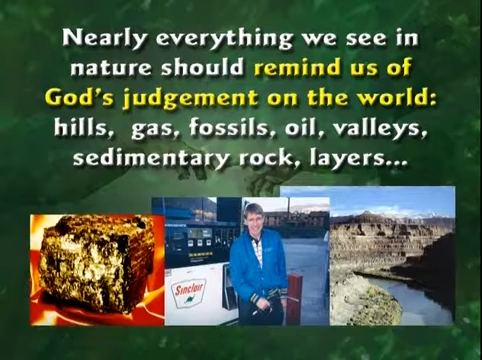 Nearly everything we see in
nature should remind us of
God's judgement on the world:
hills, gas, fossils, oil, valleys,
sedimentary rock, layers...
Sinclair